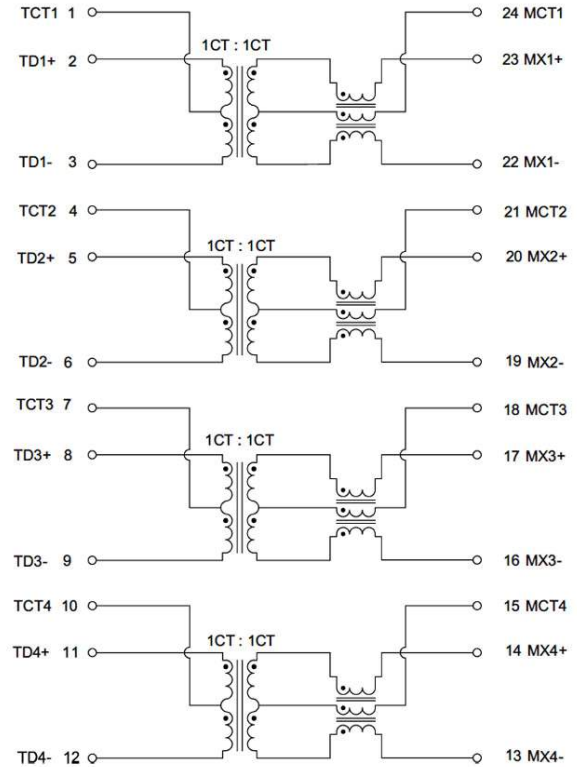 TCT1 1
24 MCT1
1CT : 1CT
TD1+ 2
23 MX1+
TD1- 3
22 MX1-
TCT2 4
21 MCT2
1CT : 1CT
TD2+ 5
20 MX2+
TD2- 6
19 MX2-
TCT3 7
18 MCT3
1CT : 1CT
TD3+ 8
17 MX3+
TD3- 9
16 MX3-
TCT4 10
15 MCT4
1CT : 1CT
TD4+ 11
14 MX4+
TD4- 12
13 MX4-